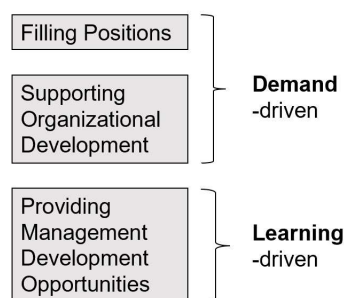 Filling Positions
Supporting
Organizational
Development
Demand
-driven
Providing
Management
Development
Opportunities
Learning
-driven